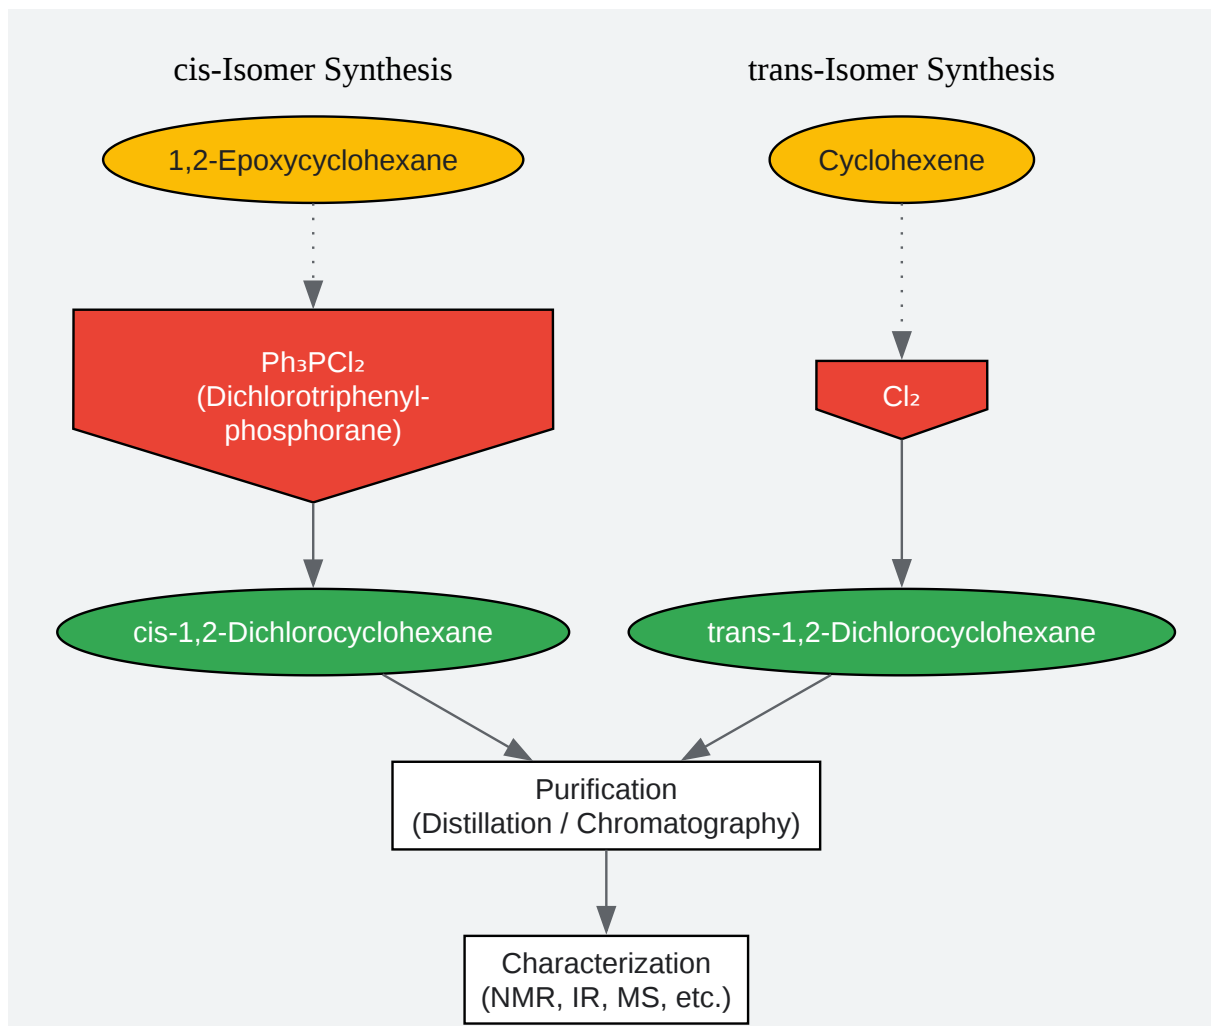 cis-Isomer Synthesis
trans-Isomer Synthesis
1,2-Epoxycyclohexane
Cyclohexene
Ph₃PCl₂
(Dichlorotriphenyl-
phosphorane)
Cl₂
cis-1,2-Dichlorocyclohexane
trans-1,2-Dichlorocyclohexane
Purification
(Distillation / Chromatography)
Characterization
(NMR, IR, MS, etc.)